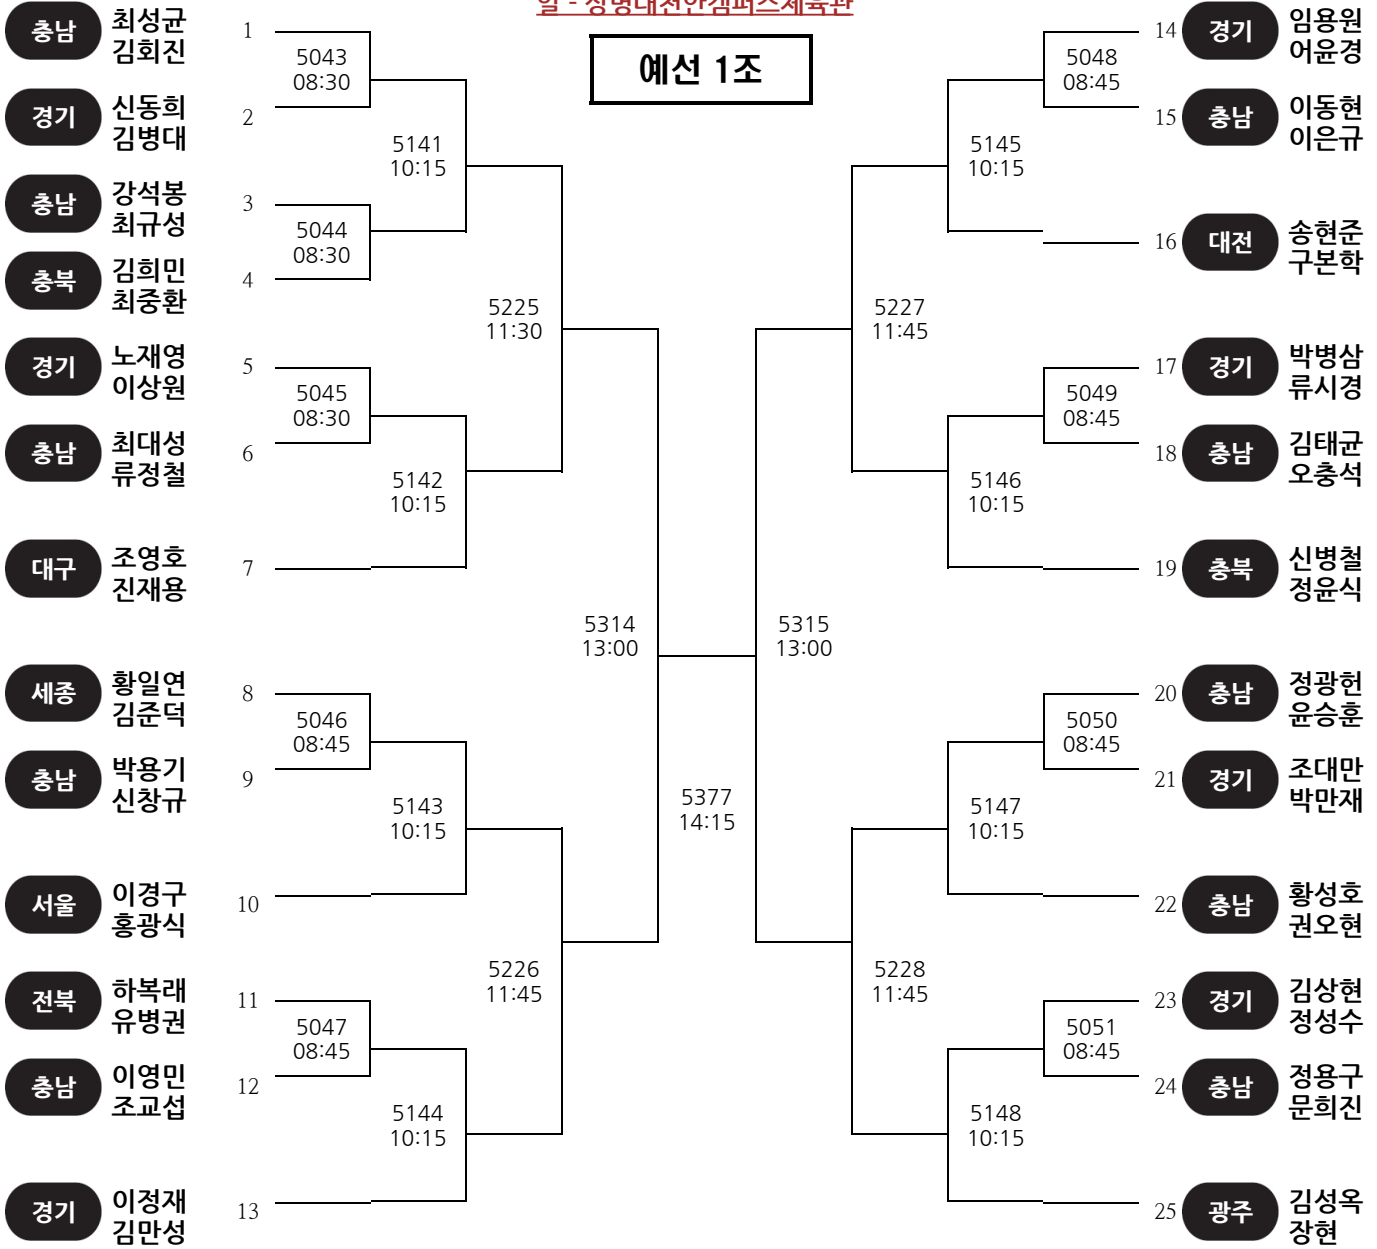 일 - 상명대천안캠퍼스체육관
예선 1조
충남 최성균 김회진 1
5043 08:30
경기 신동희 김병대 2
5141 10:15
충남 강석봉 최규성 3
5044 08:30
충북 김희민 최중환 4
5225 11:30
경기 노재영 이상원 5
5045 08:30
충남 최대성 류정철 6
5142 10:15
대구 조영호 진재용 7
5314 13:00
세종 황일연 김준덕 8
5046 08:45
충남 박용기 신창규 9
5143 10:15
서울 이경구 홍광식 10
5226 11:45
전북 하복래 유병권 11
5047 08:45
충남 이영민 조교섭 12
5144 10:15
경기 이정재 김만성 13
5377 14:15
14 경기 임용원 어윤경
5048 08:45
15 충남 이동현 이은규
5145 10:15
16 대전 송현준 구본학
5227 11:45
17 경기 박병삼 류시경
5049 08:45
18 충남 김태균 오충석
5146 10:15
19 충북 신병철 정윤식
5315 13:00
20 충남 정광헌 윤승훈
5050 08:45
21 경기 조대만 박만재
5147 10:15
22 충남 황성호 권오현
5228 11:45
23 경기 김상현 정성수
5051 08:45
24 충남 정용구 문희진
5148 10:15
25 광주 김성옥 장현